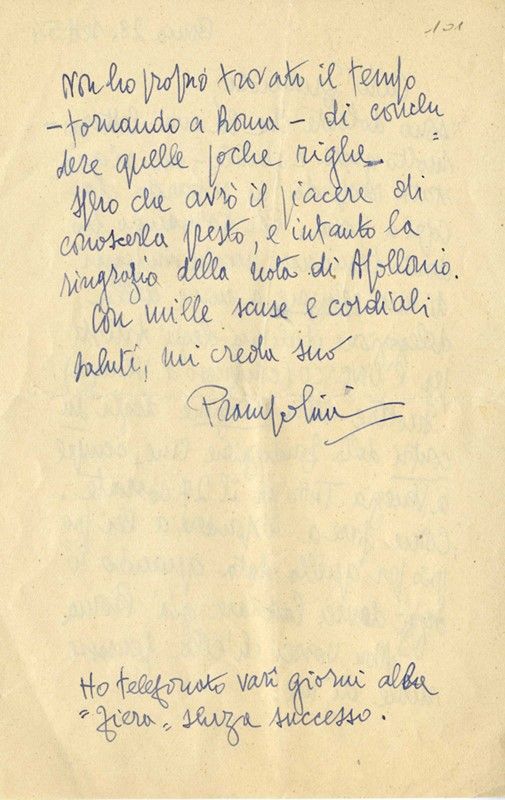 101
Non ho proprio trovato il tempo
- tornando a Roma - di conclu
dere quelle poche righe.
Spero che avrò il piacere di
conoscerla presto, e intanto la
ringrazio della nota di Apollonio.
Con mille scuse e cordiali
saluti, mi creda suo
Prampolini
Ho telefonato vari giorni alla
"Fiera" senza successo.